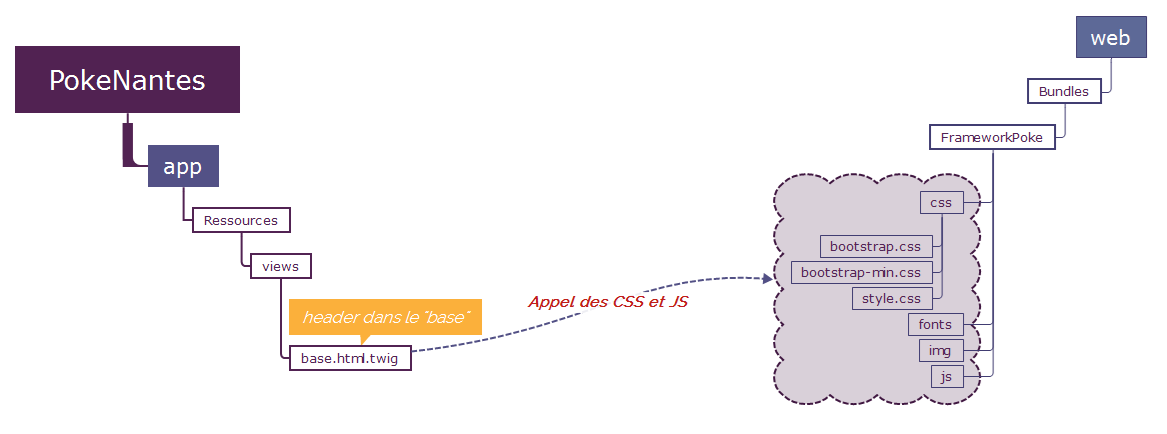 PokeNantes
app
Ressources
views
header dans le "base"
base.html.twig
Appel des CSS et JS
web
Bundles
FrameworkPoke
css
bootstrap.css
bootstrap-min.css
style.css
fonts
img
js